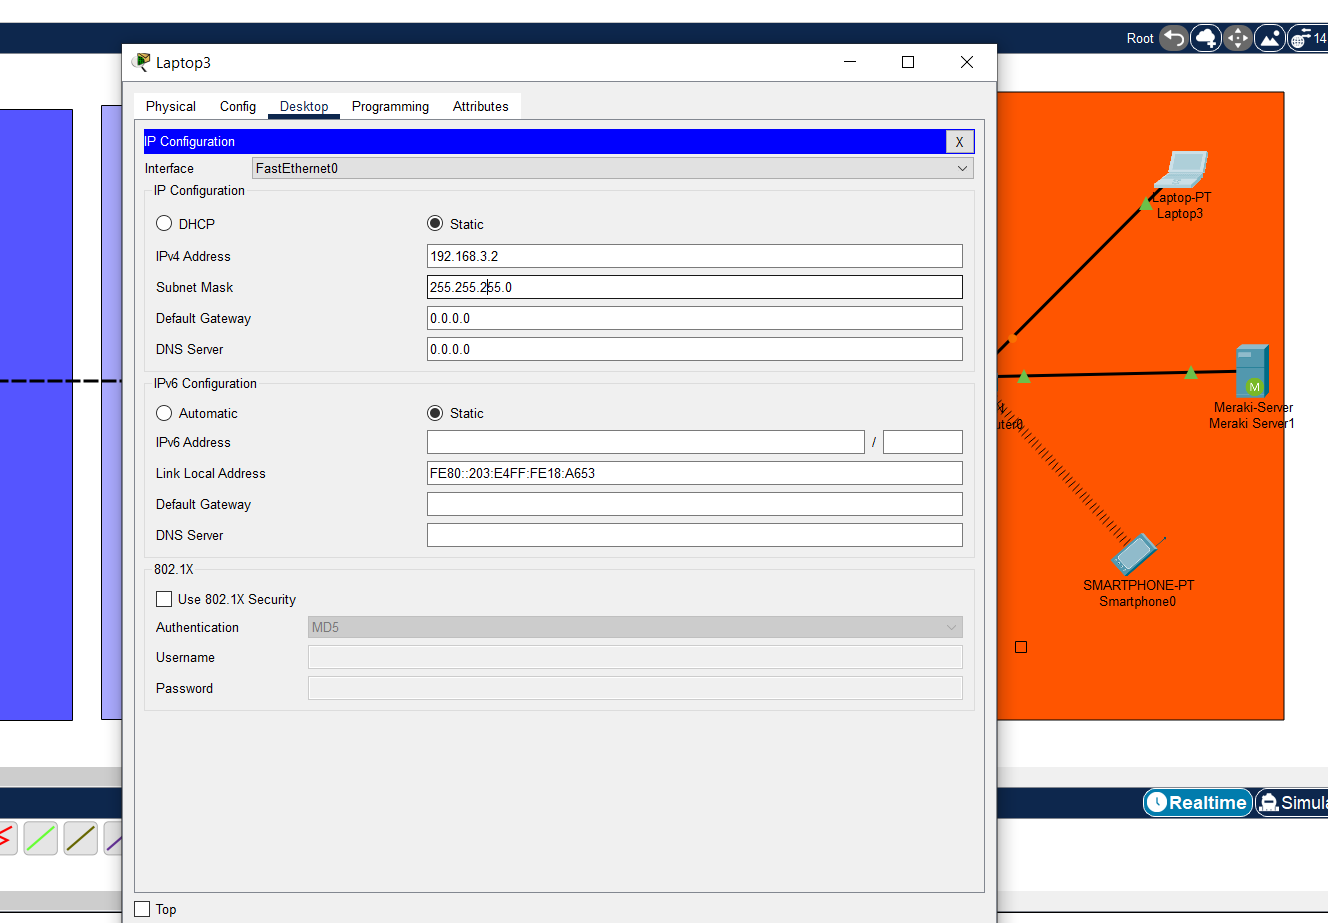 Root
14
Laptop3
Physical Config Desktop Programming Attributes
IP Configuration X
Interface FastEthernet0
IP Configuration
DHCP Static
IPv4 Address 192.168.3.2
Subnet Mask 255.255.255.0
Default Gateway 0.0.0.0
DNS Server 0.0.0.0
IPv6 Configuration
Automatic Static
IPv6 Address /
Link Local Address FE80::203:E4FF:FE18:A653
Default Gateway
DNS Server
802.1X
Use 802.1X Security
Authentication MD5
Username
Password
Top
Laptop-PT
Laptop3
M
Meraki-Server
Meraki Server1
uter0
SMARTPHONE-PT
Smartphone0
Realtime Simula